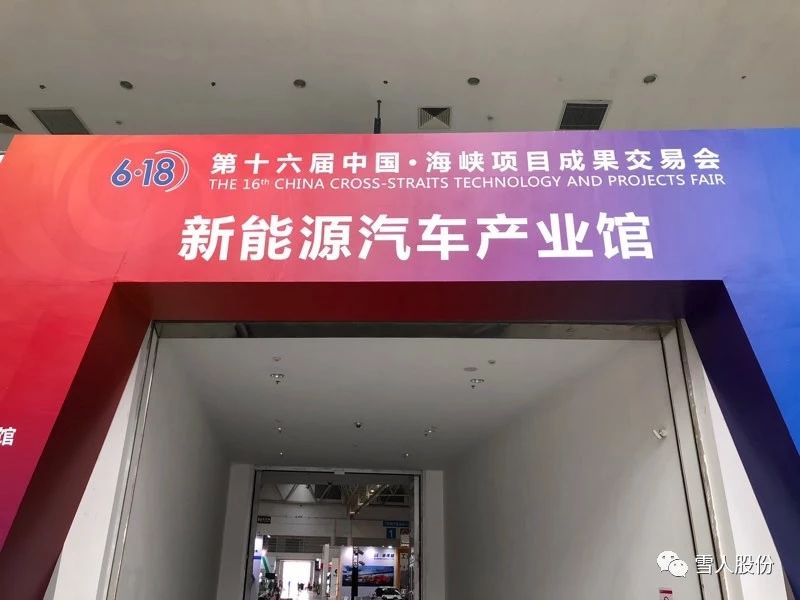 6·18
第十六届中国·海峡项目成果交易会
THE 16th CHINA CROSS-STRAITS TECHNOLOGY AND PROJECTS FAIR
新能源汽车产业馆
馆
1
雪人股份